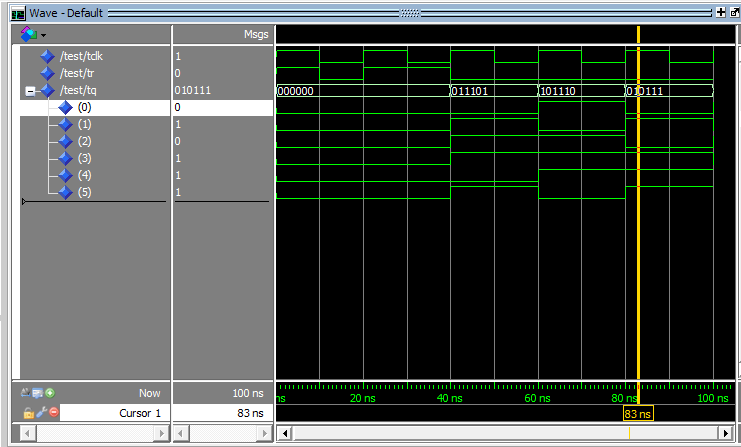 Wave - Default
Msgs
/test/tclk 1
/test/tr 0
/test/tq 010111 000000 011101 101110 010111
(0) 0
(1) 1
(2) 0
(3) 1
(4) 1
(5) 1
Now 100 ns ns 20 ns 40 ns 60 ns 80 ns 100 ns
Cursor 1 83 ns 83 ns